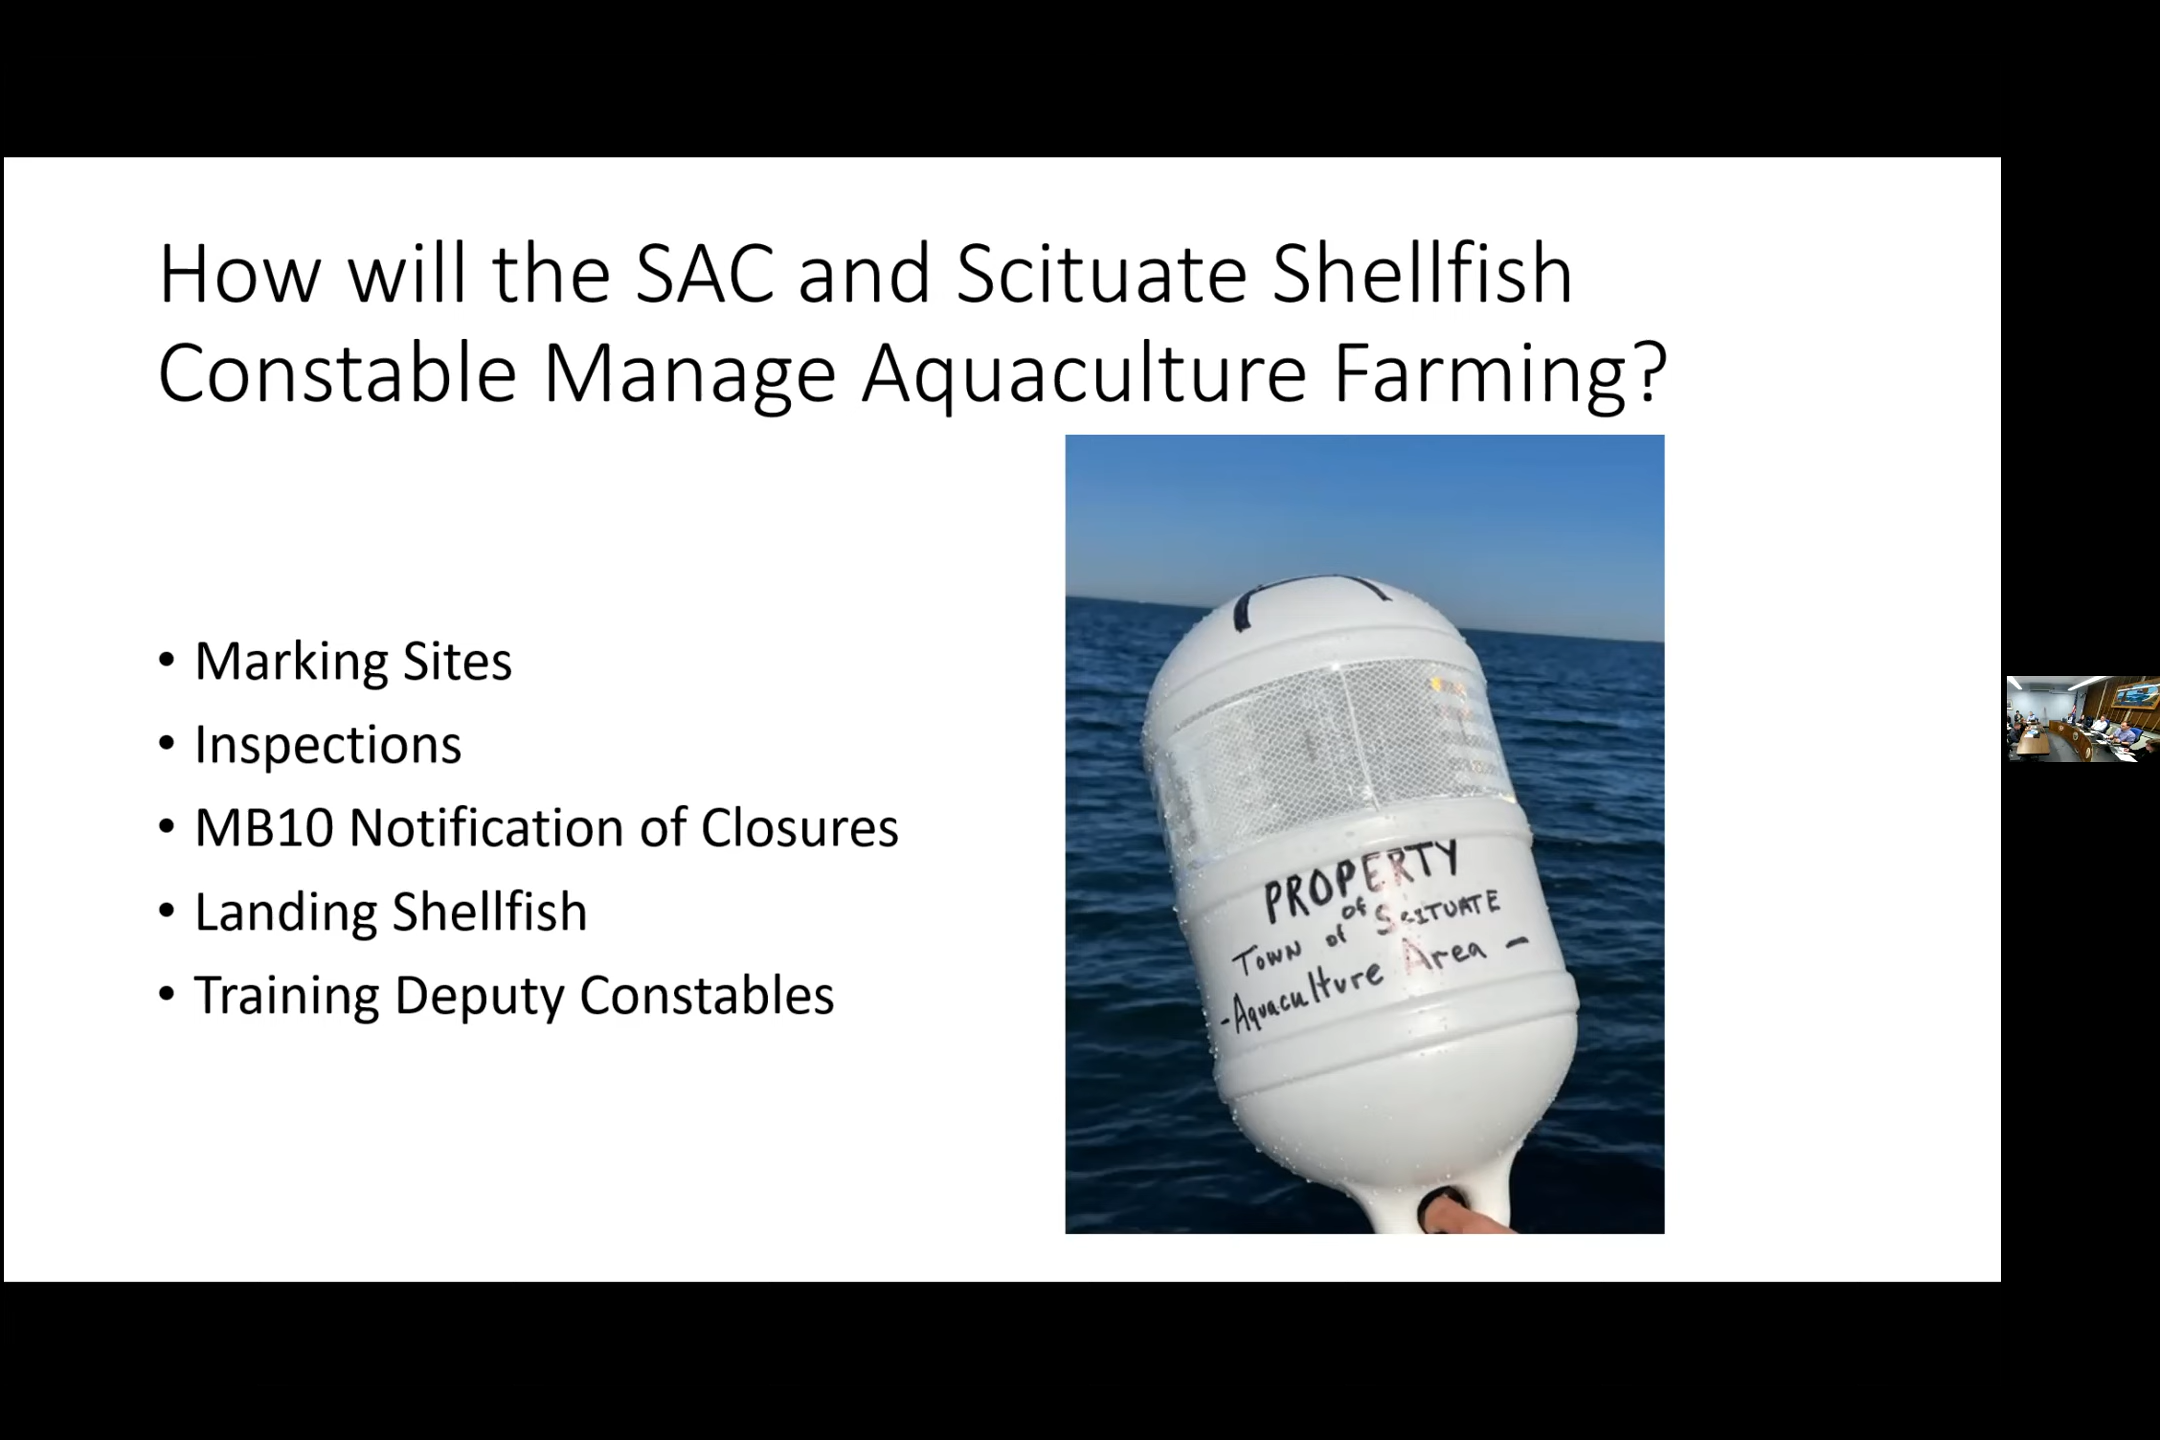 How will the SAC and Scituate Shellfish
Constable Manage Aquaculture Farming?
• Marking Sites
• Inspections
• MB10 Notification of Closures
• Landing Shellfish
• Training Deputy Constables
PROPERTY
of
TOWN of SCITUATE
-Aquaculture Area -